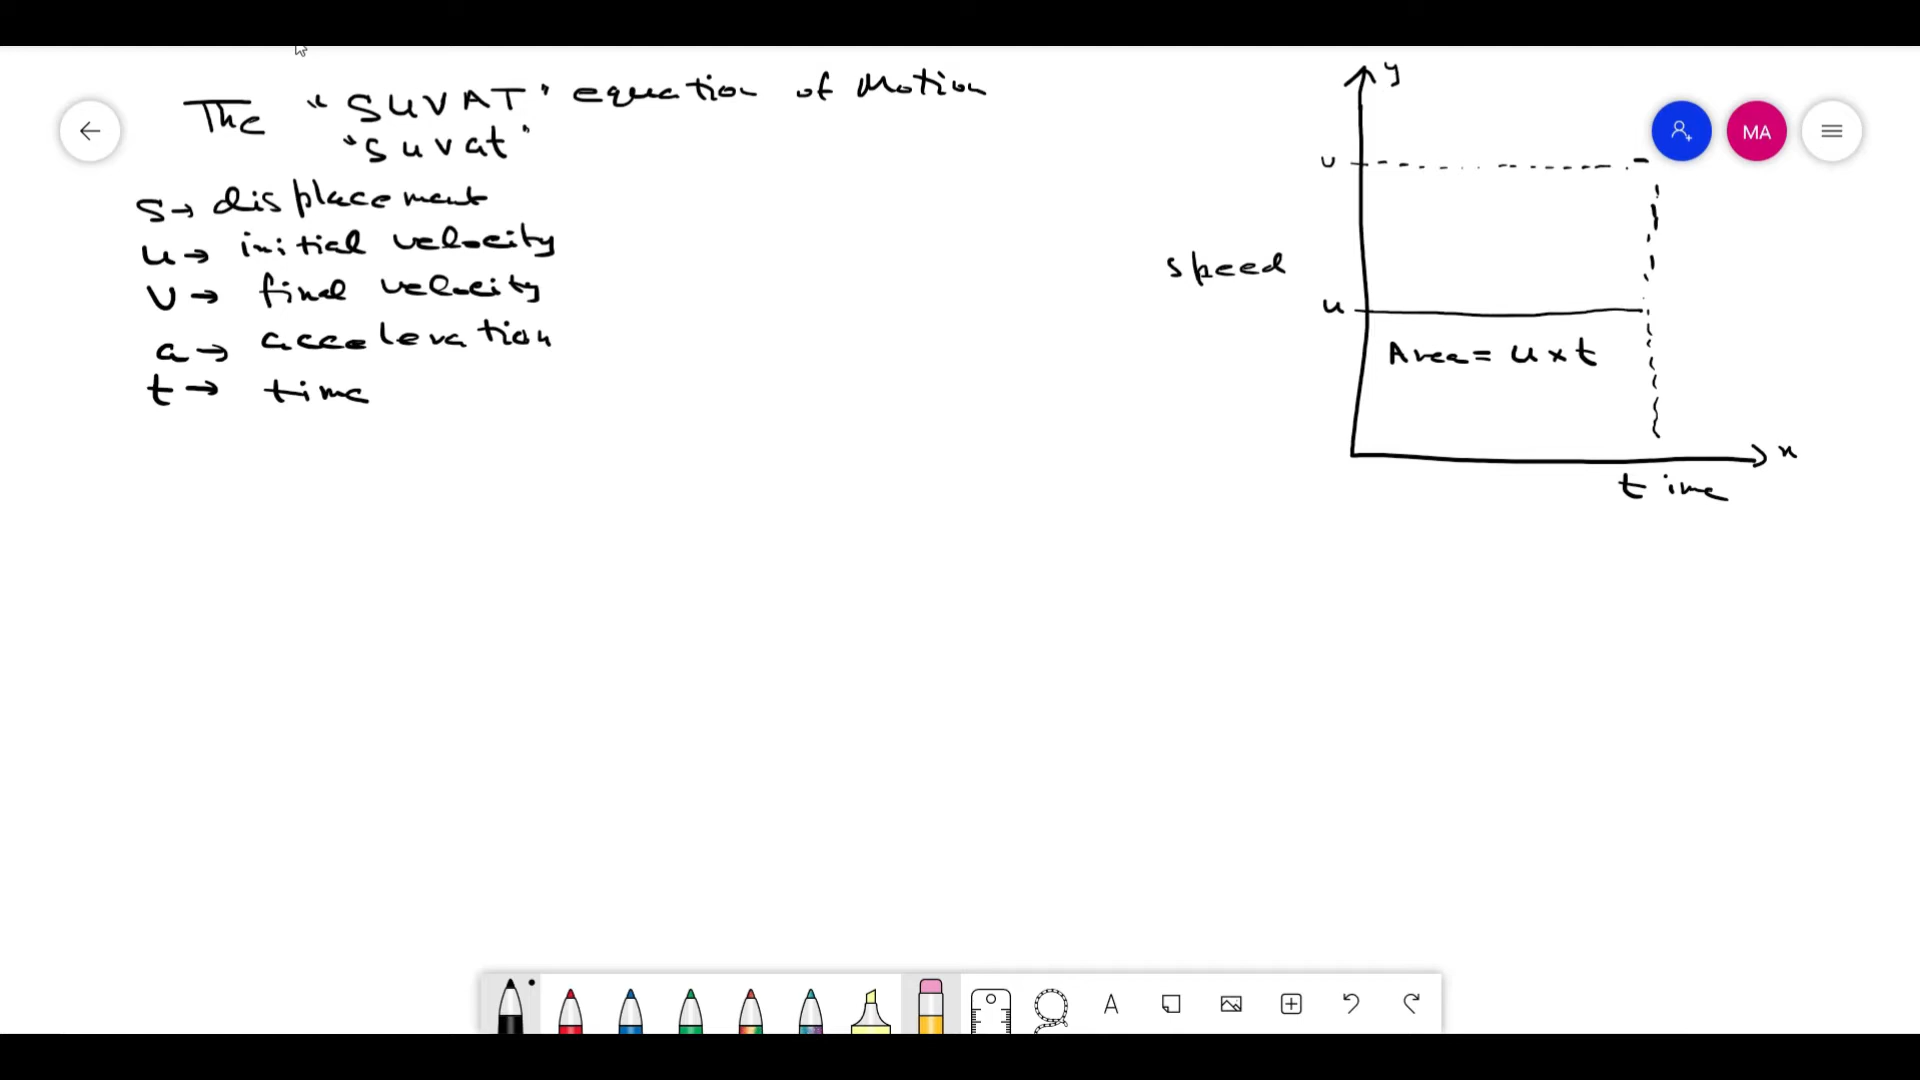 The "SUVAT" equation of Motion
"suvat"
s → displacement
u → initial velocity
v → final velocity
a → acceleration
t → time
y
v
speed
u
Area = u × t
x
time
MA
A